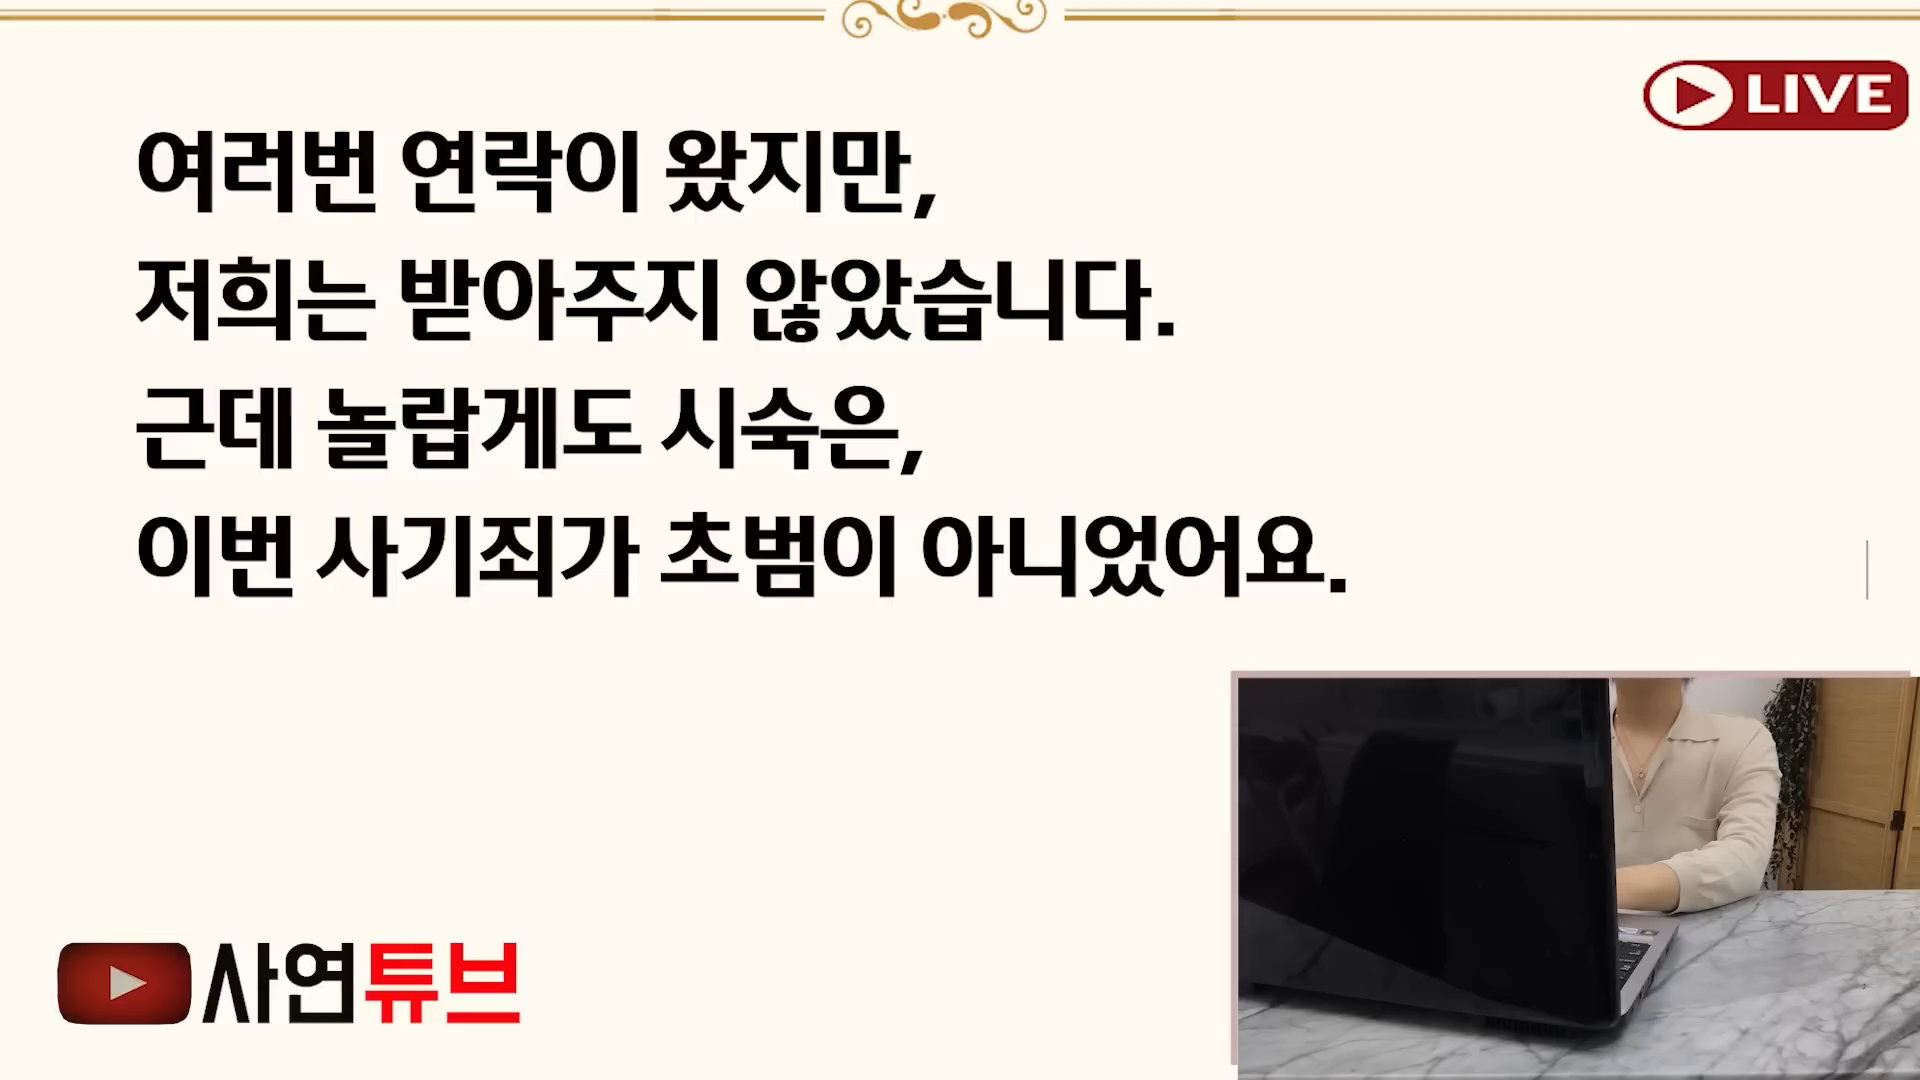 LIVE
여러번 연락이 왔지만,
저희는 받아주지 않았습니다.
근데 놀랍게도 시숙은,
이번 사기죄가 초범이 아니었어요.
사연튜브